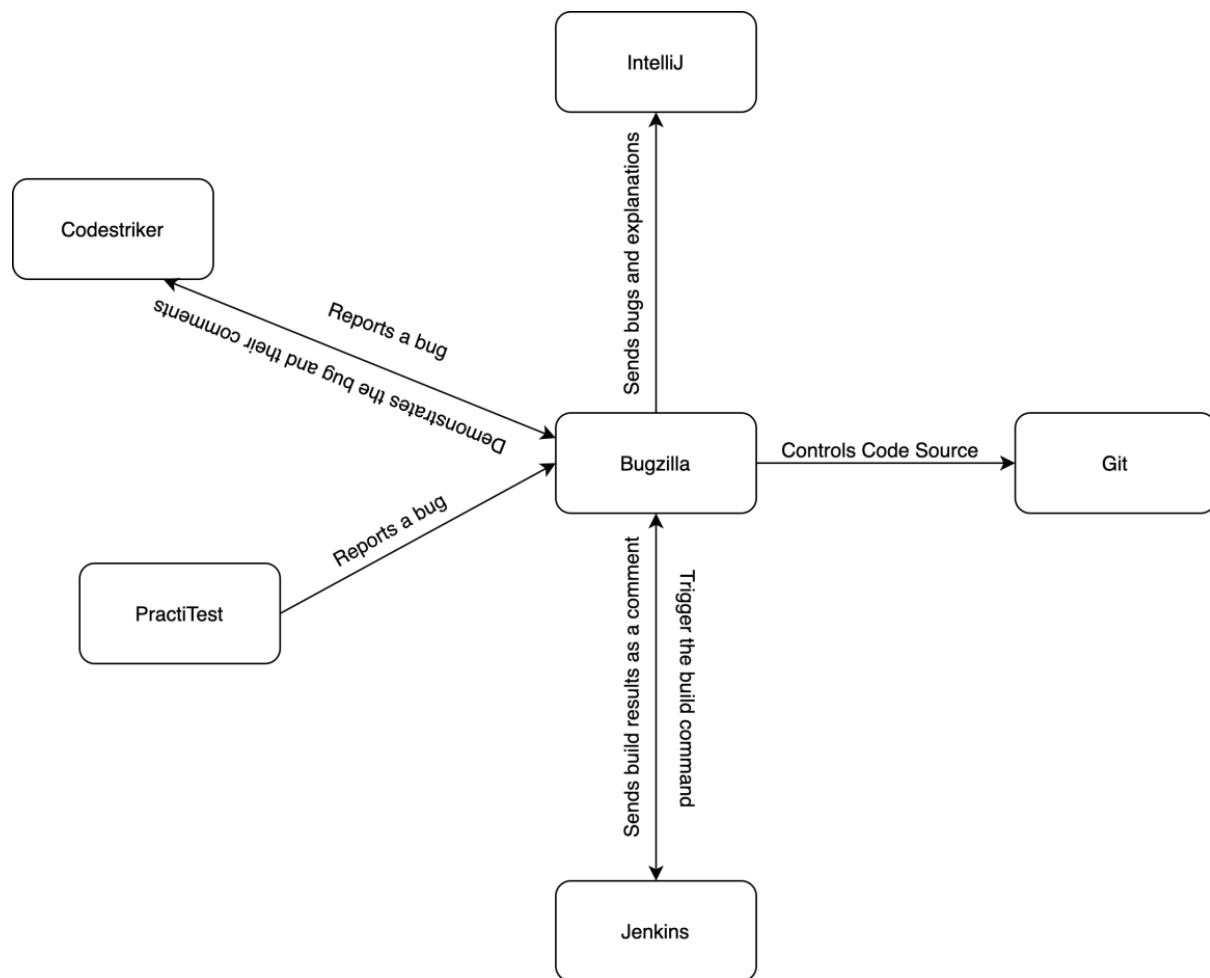 IntelliJ
Sends bugs and explanations
Codestriker
Reports a bug
Demonstrates the bug and their comments
Bugzilla
Controls Code Source
Git
Reports a bug
PractiTest
Sends build results as a comment
Trigger the build command
Jenkins